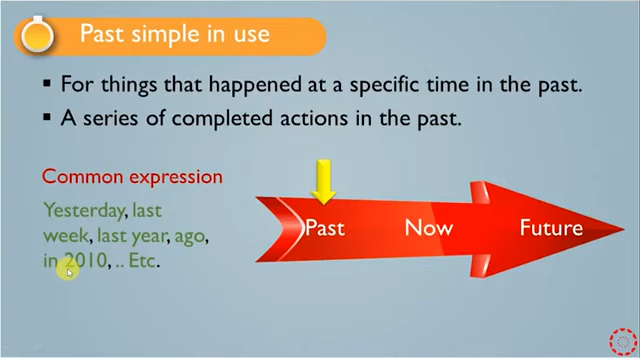 Past simple in use
For things that happened at a specific time in the past.
A series of completed actions in the past.
Common expression
Yesterday, last
week, last year, ago,
in 2010, .. Etc.
Past Now Future